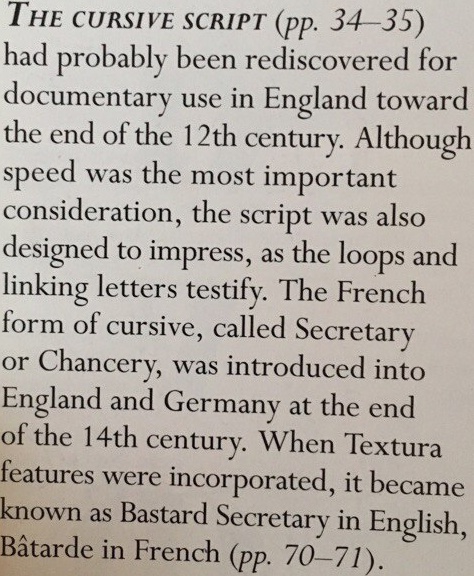 THE CURSIVE SCRIPT (pp. 34–35)
had probably been rediscovered for
documentary use in England toward
the end of the 12th century. Although
speed was the most important
consideration, the script was also
designed to impress, as the loops and
linking letters testify. The French
form of cursive, called Secretary
or Chancery, was introduced into
England and Germany at the end
of the 14th century. When Textura
features were incorporated, it became
known as Bastard Secretary in English,
Bâtarde in French (pp. 70–71).